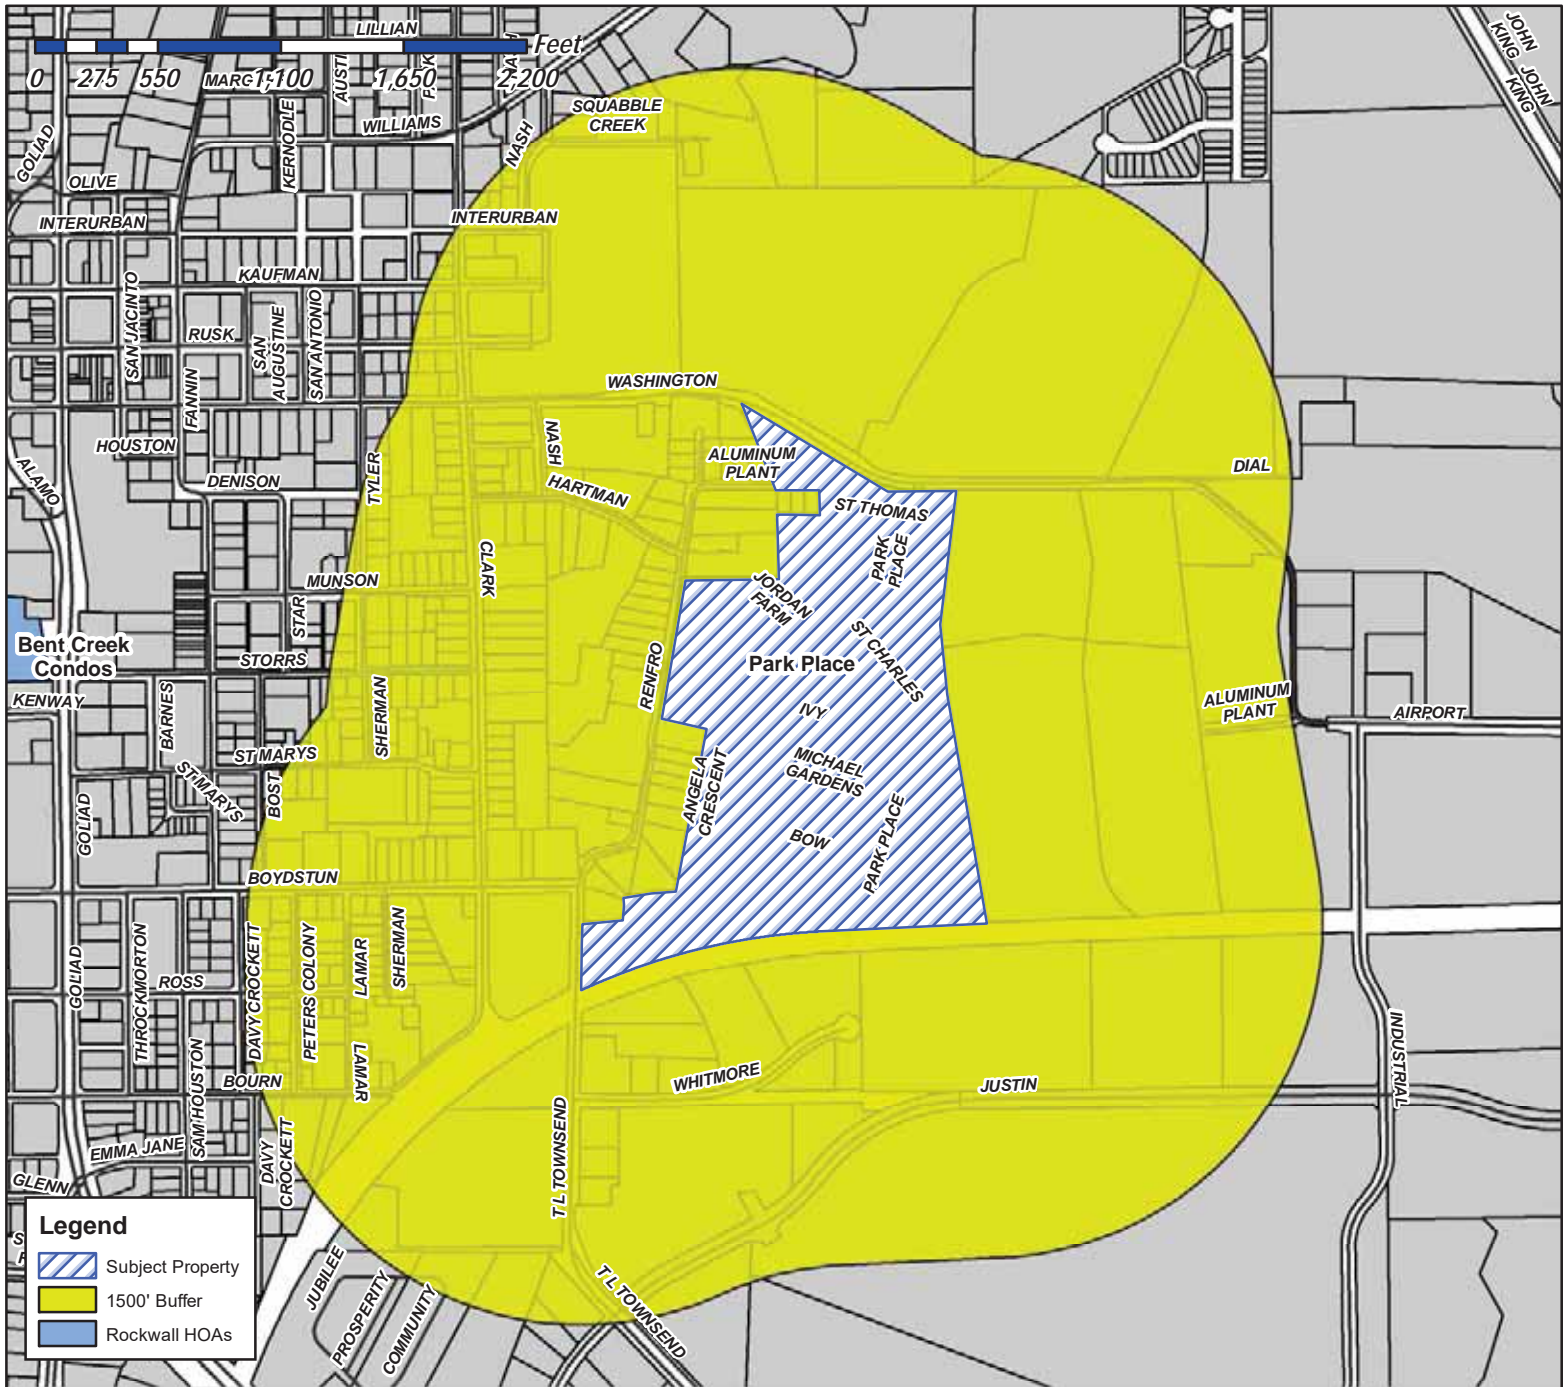 LILLIAN
Feet
0 275 550 1,100 1,650 2,200
KERNODLE
WILLIAMS
NASH
SQUABBLE
CREEK
JOHN KING
JOHN KING
GOLIAD
OLIVE
INTERURBAN
INTERURBAN
KAUFMAN
SAN JACINTO
RUSK
SAN
AUGUSTINE
SAN ANTONIO
FANNIN
WASHINGTON
HOUSTON
ALAMO
DENISON
TYLER
NASH
HARTMAN
ALUMINUM
PLANT
DIAL
ST THOMAS
PARK
PLACE
CLARK
MUNSON
STAR
JORDAN
FARM
ST CHARLES
Bent Creek
Condos
STORRS
RENFRO
Park Place
KENWAY
BARNES
SHERMAN
IVY
ALUMINUM
PLANT
AIRPORT
ST MARYS
ST MARYS
BOST
ANGELA
CRESCENT
MICHAEL
GARDENS
GOLIAD
BOW
PARK PLACE
BOYDSTUN
GOLIAD
THROCKMORTON
ROSS
DAVY CROCKETT
PETERS COLONY
LAMAR
SHERMAN
SAM HOUSTON
BOURN
LAMAR
WHITMORE
JUSTIN
INDUSTRIAL
EMMA JANE
DAVY
CROCKETT
T L TOWNSEND
GLENN
JUBILEE
PROSPERITY
COMMUNITY
T L TOWNSEND
Legend
Subject Property
1500' Buffer
Rockwall HOAs